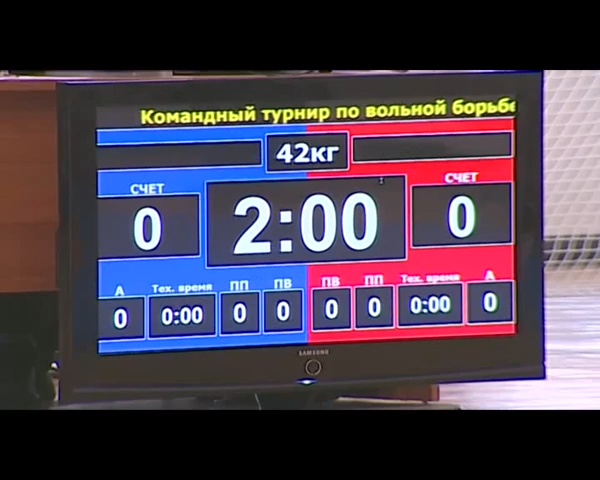 Командный турнир по вольной борьбе
42кг
СЧЕТ СЧЕТ
0 2:00 0
А Тех. время ПП ПВ ПВ ПП Тех. время А
0 0:00 0 0 0 0 0:00 0
SAMSUNG